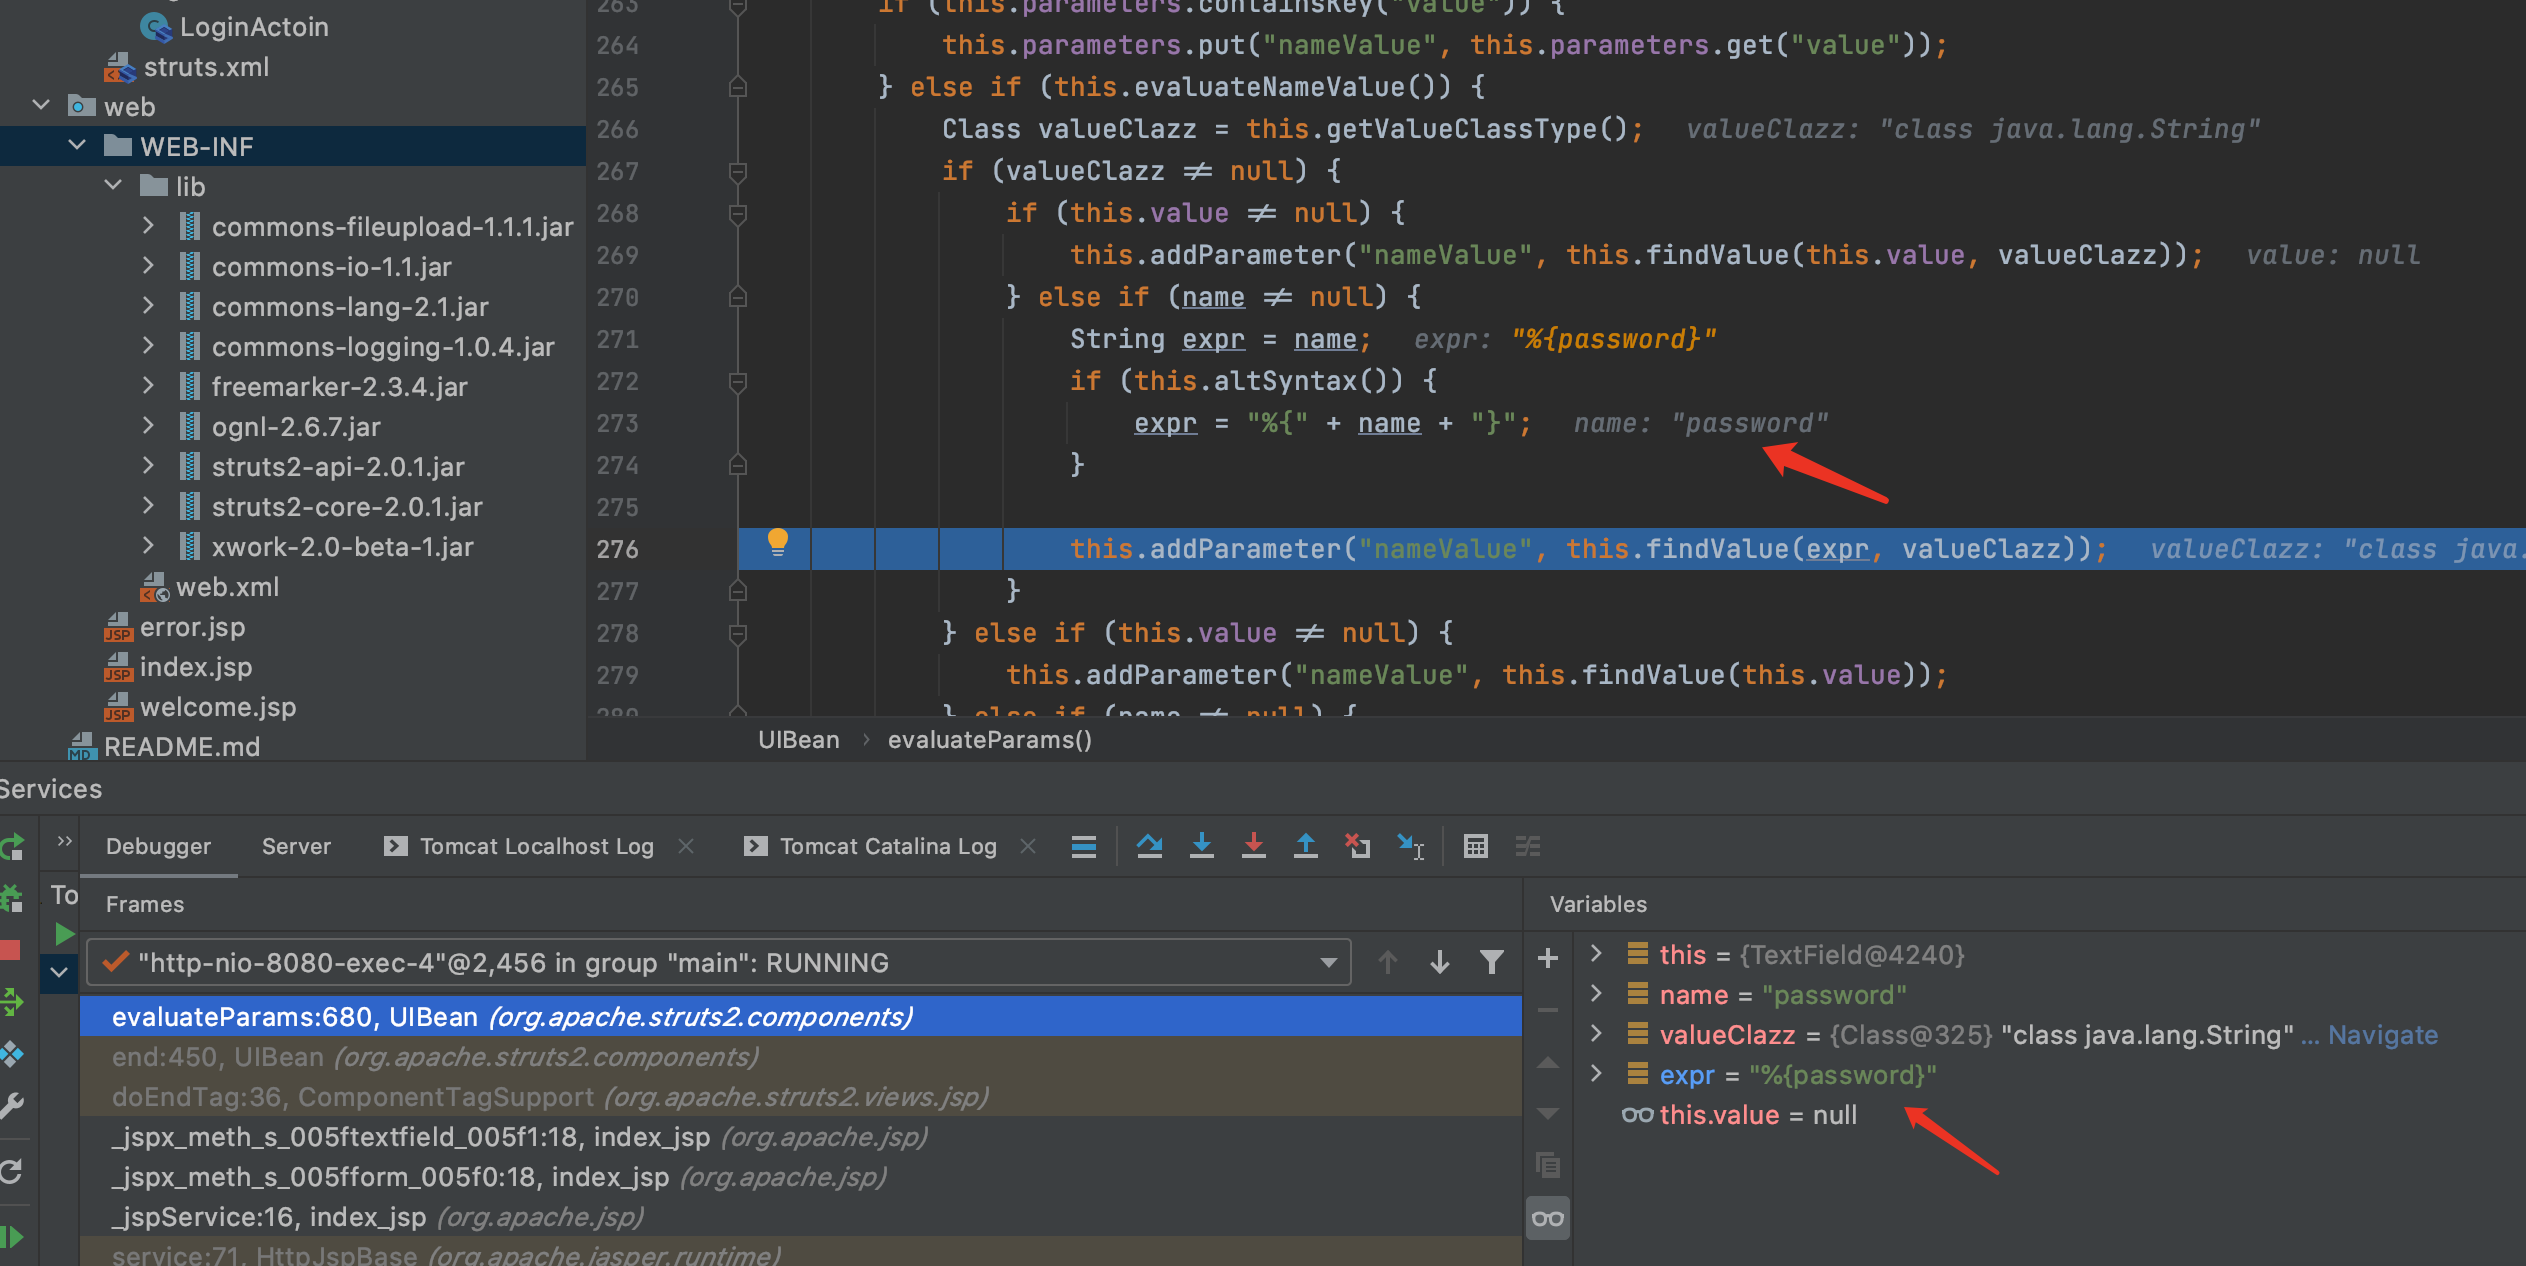 LoginActoin
struts.xml
web
WEB-INF
lib
commons-fileupload-1.1.1.jar
commons-io-1.1.jar
commons-lang-2.1.jar
commons-logging-1.0.4.jar
freemarker-2.3.4.jar
ognl-2.6.7.jar
struts2-api-2.0.1.jar
struts2-core-2.0.1.jar
xwork-2.0-beta-1.jar
web.xml
error.jsp
index.jsp
welcome.jsp
README.md
263 if (this.parameters.containsKey("value")) {
264 this.parameters.put("nameValue", this.parameters.get("value"));
265 } else if (this.evaluateNameValue()) {
266 Class valueClazz = this.getValueClassType(); valueClazz: "class java.lang.String"
267 if (valueClazz ≠ null) {
268 if (this.value ≠ null) {
269 this.addParameter("nameValue", this.findValue(this.value, valueClazz)); value: null
270 } else if (name ≠ null) {
271 String expr = name; expr: "%{password}"
272 if (this.altSyntax()) {
273 expr = "%{" + name + "}"; name: "password"
274 }
275
276 this.addParameter("nameValue", this.findValue(expr, valueClazz)); valueClazz: "class java.
277 }
278 } else if (this.value ≠ null) {
279 this.addParameter("nameValue", this.findValue(this.value));
280 } else if (name ≠ null) {
UIBean › evaluateParams()
Services
Debugger Server Tomcat Localhost Log Tomcat Catalina Log
To
Frames
"http-nio-8080-exec-4"@2,456 in group "main": RUNNING
evaluateParams:680, UIBean (org.apache.struts2.components)
end:450, UIBean (org.apache.struts2.components)
doEndTag:36, ComponentTagSupport (org.apache.struts2.views.jsp)
_jspx_meth_s_005ftextfield_005f1:18, index_jsp (org.apache.jsp)
_jspx_meth_s_005fform_005f0:18, index_jsp (org.apache.jsp)
_jspService:16, index_jsp (org.apache.jsp)
service:71, HttpJspBase (org.apache.jasper.runtime)
Variables
this = {TextField@4240}
name = "password"
valueClazz = {Class@325} "class java.lang.String" ... Navigate
expr = "%{password}"
this.value = null